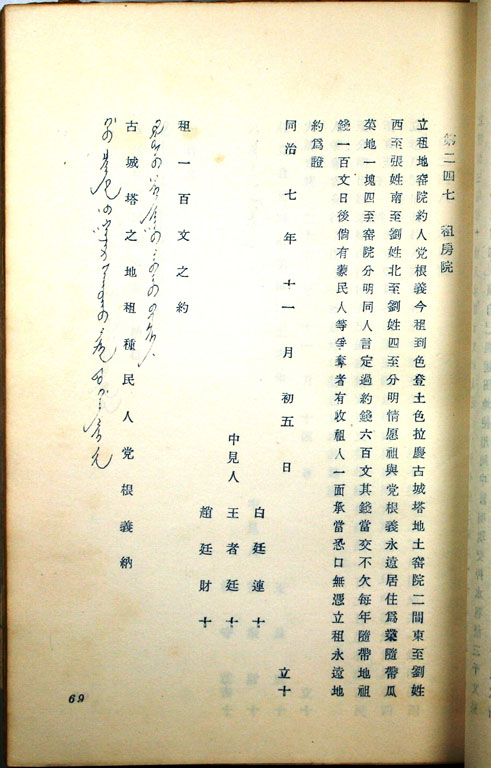 第二四七　租房院
立租地窑院約人党根義今租到色登土色拉慶古城塔地土窑院二間東至劉姓
西至張姓南至劉姓北至劉姓四至分明情愿租與党根義永遠居住爲業隨帶瓜
菜地一塊四至窑院分明同人言定過約錢六百文其錢當交不欠每年隨帶地租
錢一百文日後倘有蒙民人等爭奪者有收租人一面承當恐口無憑立租永遠地
約爲證
同治　七年　十一月　初五日　立十
白廷連十
中見人　王者廷十
趙廷財十
租一百文之約
古城塔之地租種民人党根義納
69